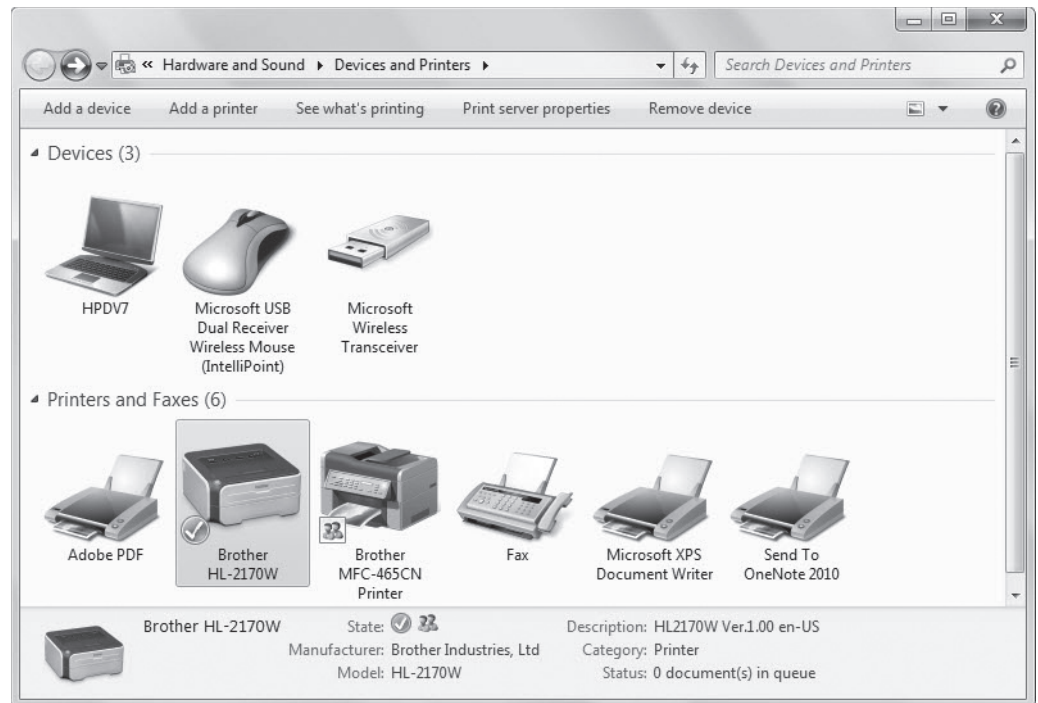 « Hardware and Sound ▸ Devices and Printers ▸ Search Devices and Printers
Add a device Add a printer See what's printing Print server properties Remove device
Devices (3)
HPDV7
Microsoft USB
Dual Receiver
Wireless Mouse
(IntelliPoint)
Microsoft
Wireless
Transceiver
Printers and Faxes (6)
Adobe PDF
Brother
HL-2170W
Brother
MFC-465CN
Printer
Fax
Microsoft XPS
Document Writer
Send To
OneNote 2010
Brother HL-2170W
State:
Manufacturer: Brother Industries, Ltd
Model: HL-2170W
Description: HL2170W Ver.1.00 en-US
Category: Printer
Status: 0 document(s) in queue